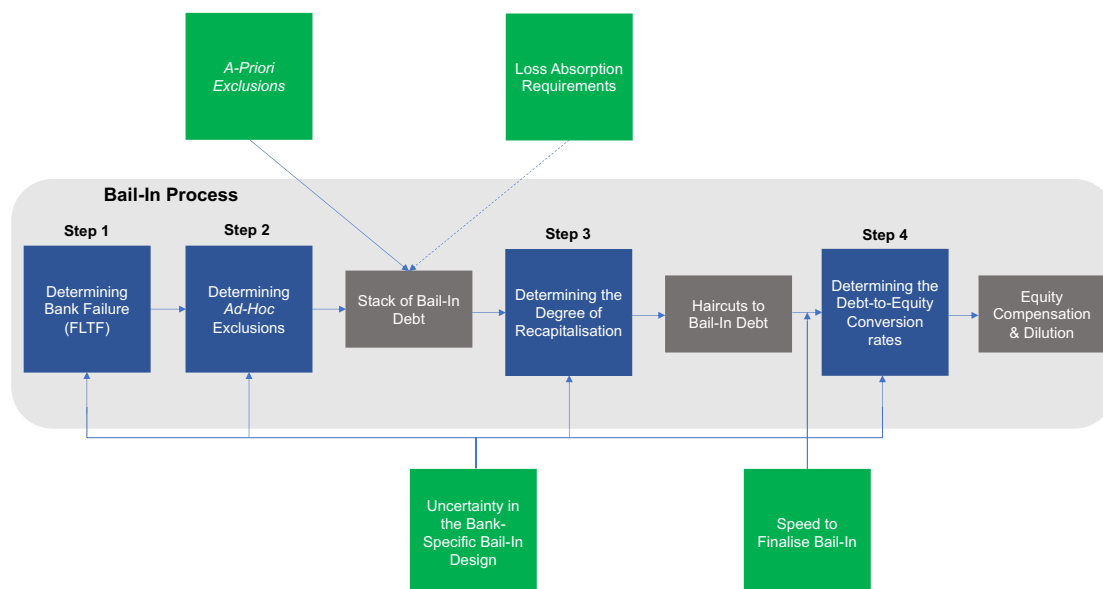 A-Priori
Exclusions
Loss Absorption
Requirements
Bail-In Process
Step 1
Step 2
Step 3
Step 4
Determining
Bank Failure
(FLTF)
Determining
Ad-Hoc
Exclusions
Stack of Bail-In
Debt
Determining the
Degree of
Recapitalisation
Haircuts to
Bail-In Debt
Determining the
Debt-to-Equity
Conversion
rates
Equity
Compensation
& Dilution
Uncertainty in
the Bank-
Specific Bail-In
Design
Speed to
Finalise Bail-In